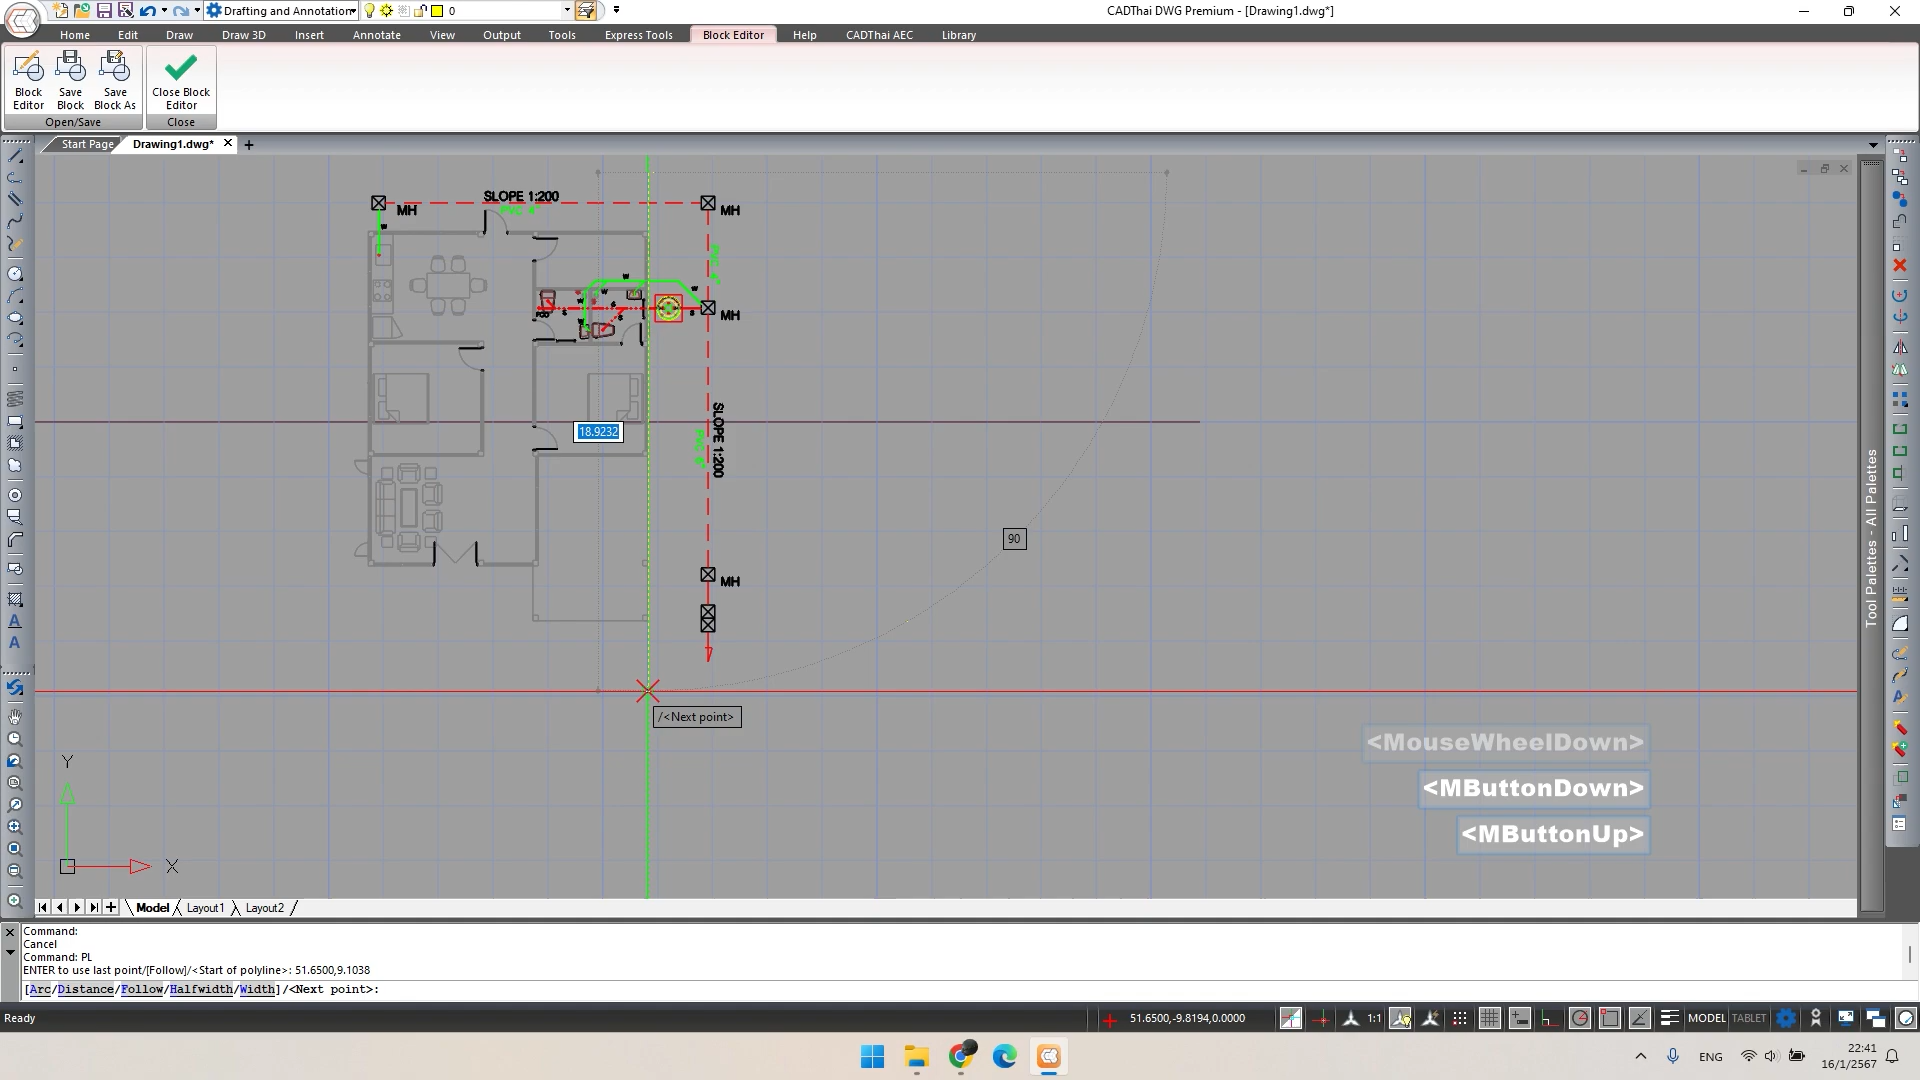 Drafting and Annotation
0
CADThai DWG Premium - [Drawing1.dwg*]
Home
Edit
Draw
Draw 3D
Insert
Annotate
View
Output
Tools
Express Tools
Block Editor
Help
CADThai AEC
Library
Block Editor
Save Block
Save Block As
Close Block Editor
Open/Save
Close
Start Page
Drawing1.dwg*
SLOPE 1:200
PVC 4"
MH
MH
W
W
W
S
MH
18.9232
SLOPE 1:200
90
MH
/<Next point>
<MouseWheelDown>
<MButtonDown>
<MButtonUp>
Y
X
Tool Palettes - All Palettes
Model
Layout1
Layout2
Command:
Cancel
Command: PL
ENTER to use last point/[Follow]/<Start of polyline>: 51.6500,9.1038
[Arc/Distance/Follow/Halfwidth/Width]/<Next point>:
Ready
51.6500,-9.8194,0.0000
1:1
MODEL
TABLET
ENG
22:41
16/1/2567